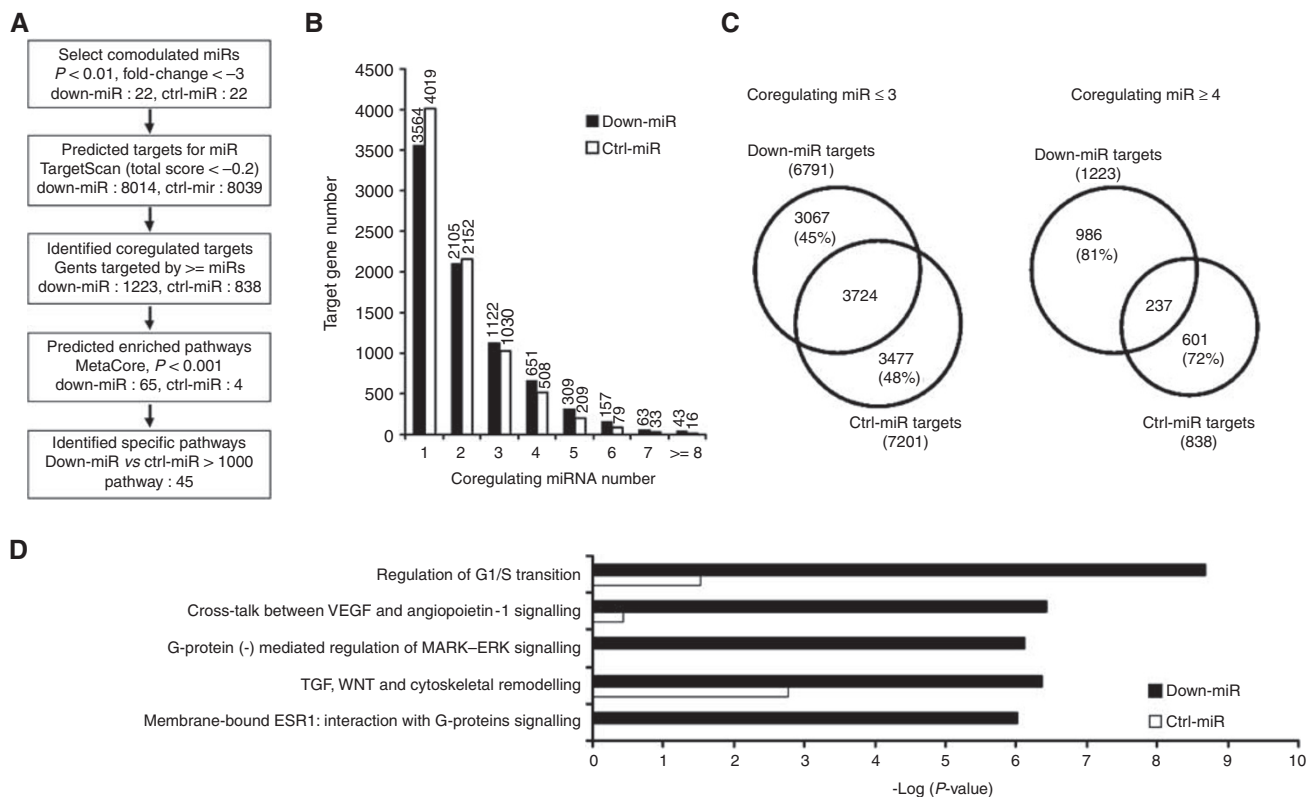 A
Select comodulated miRs
P < 0.01, fold-change < –3
down-miR : 22, ctrl-miR : 22
Predicted targets for miR
TargetScan (total score < –0.2)
down-miR : 8014, ctrl-mir : 8039
Identified coregulated targets
Gents targeted by >= miRs
down-miR : 1223, ctrl-miR : 838
Predicted enriched pathways
MetaCore, P < 0.001
down-miR : 65, ctrl-miR : 4
Identified specific pathways
Down-miR vs ctrl-miR > 1000
pathway : 45
B
Target gene number
4500
4000
3500
3000
2500
2000
1500
1000
500
0
3564
4019
2105
2152
1122
1030
651
508
309
209
157
79
63
33
43
16
Down-miR
Ctrl-miR
1 2 3 4 5 6 7 >= 8
Coregulating miRNA number
C
Coregulating miR ≤ 3
Down-miR targets
(6791)
3067
(45%)
3724
3477
(48%)
Ctrl-miR targets
(7201)
Coregulating miR ≥ 4
Down-miR targets
(1223)
986
(81%)
237
601
(72%)
Ctrl-miR targets
(838)
D
Regulation of G1/S transition
Cross-talk between VEGF and angiopoietin-1 signalling
G-protein (-) mediated regulation of MARK–ERK signalling
TGF, WNT and cytoskeletal remodelling
Membrane-bound ESR1: interaction with G-proteins signalling
Down-miR
Ctrl-miR
0 1 2 3 4 5 6 7 8 9 10
-Log (P-value)